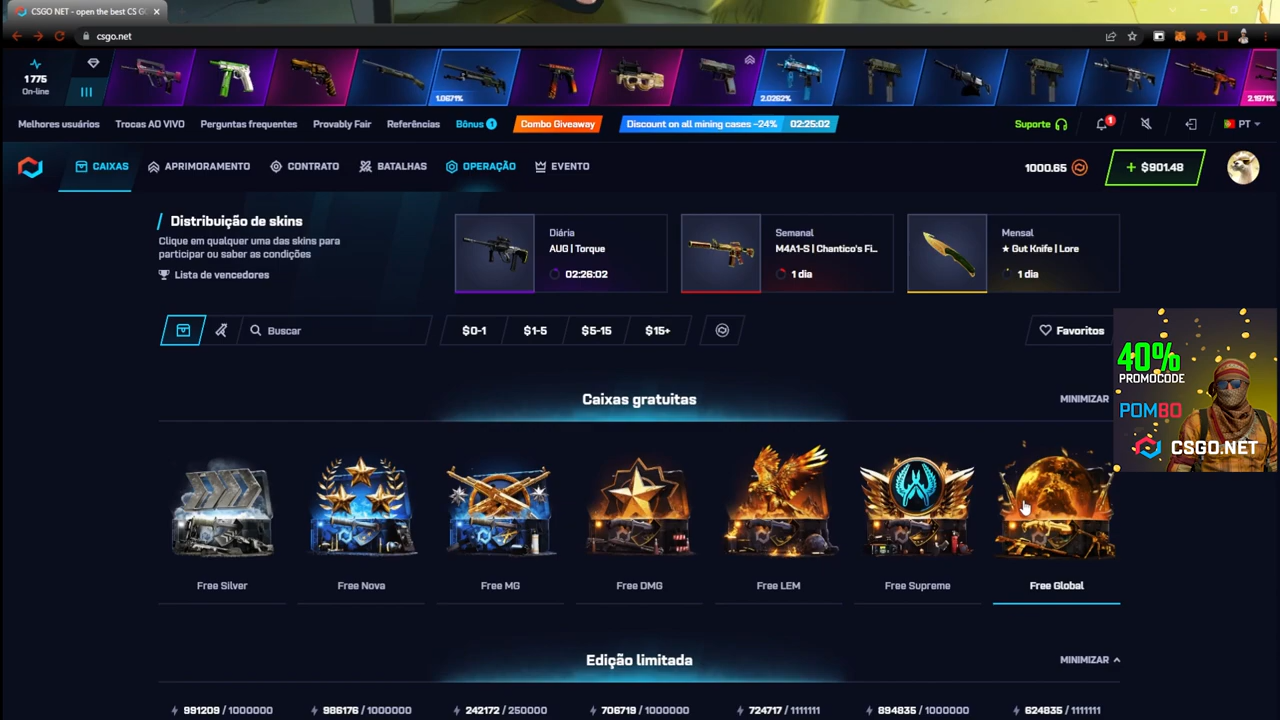 CSGO NET - open the best CS G
csgo.net
1 775
On-line
1.0671%
2.0262%
2.1971%
Melhores usuários
Trocas AO VIVO
Perguntas frequentes
Provably Fair
Referências
Bônus 1
Combo Giveaway
Discount on all mining cases -24% 02:25:02
Suporte
1
PT
CAIXAS
APRIMORAMENTO
CONTRATO
BATALHAS
OPERAÇÃO
EVENTO
1000.65
+ $901.48
Distribuição de skins
Clique em qualquer uma das skins para
participar ou saber as condições
Lista de vencedores
Diária
AUG | Torque
02:26:02
Semanal
M4A1-S | Chantico's Fi...
1 dia
Mensal
★ Gut Knife | Lore
1 dia
Buscar
$0-1
$1-5
$5-15
$15+
Favoritos
40%
PROMOCODE
POMBO
CSGO.NET
Caixas gratuitas
MINIMIZAR
Free Silver
Free Nova
Free MG
Free DMG
Free LEM
Free Supreme
Free Global
Edição limitada
MINIMIZAR
991209 / 1000000
986176 / 1000000
242172 / 250000
706719 / 1000000
724717 / 1111111
894835 / 1000000
624835 / 1111111